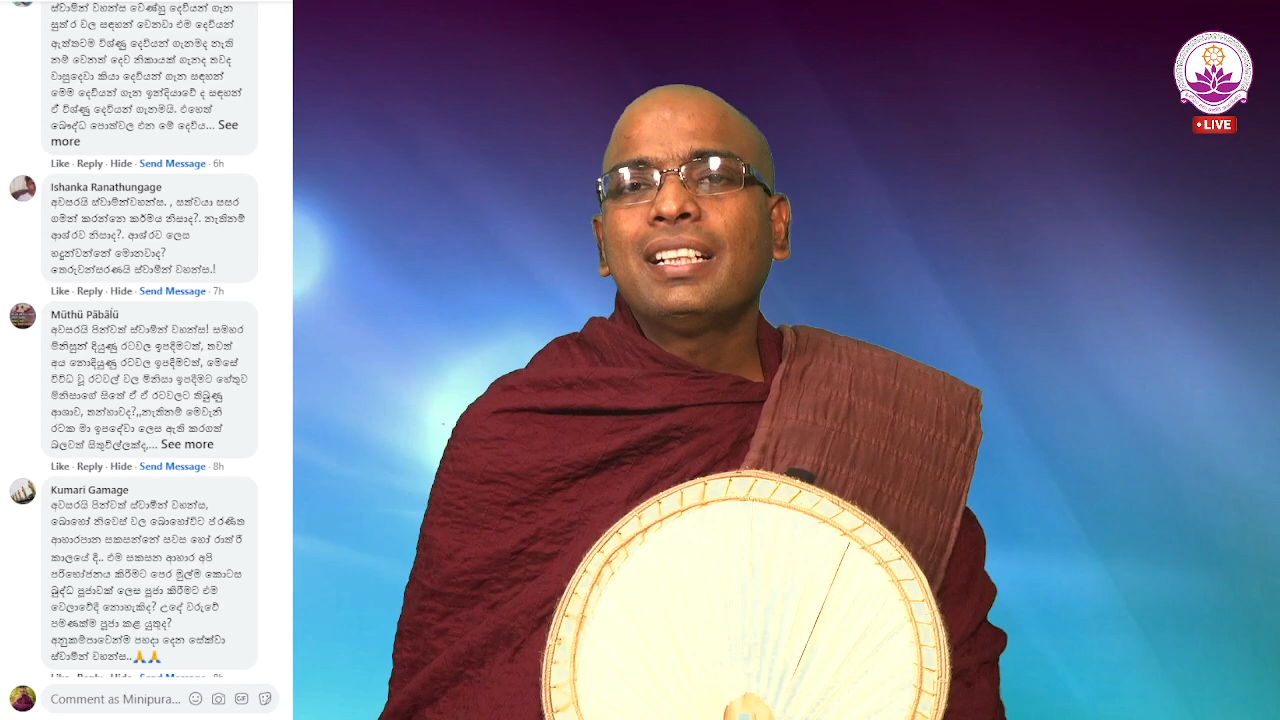 ස්වාමින් වහන්ස වෙණ්හු දෙවියන් ගැන
සූත්‍ර වල සඳහන් වෙනවා එම දෙවියන්
ඇත්තටම විශ්ණු දෙවියන් ගැනමද නැති
නම් වෙනත් දෙව නිකායක් ගැනද තවද
වාසුදෙවා කියා දෙවියන් ගැන සඳහන්
මෙම දෙවියන් ගැන ඉන්දියාවේ ද සඳහන්
ඒ විශ්ණු දෙවියන් ගැනමයි. එහෙත්
බෞද්ධ පොත්වල එන මේ දෙවිය... See
more
Like · Reply · Hide · Send Message · 6h
Ishanka Ranathungage
අවසරයි ස්වාමින්වහන්ස. , සත්වයා සසර
ගමන් කරන්නෙ කර්මය නිසාද?. නැතිනම්
ආශ්‍රව නිසාද?. ආශ්‍රව ලෙස
හදුන්වන්නේ මොනවාද?
තෙරුවන්සරණයි ස්වාමින් වහන්ස.!
Like · Reply · Hide · Send Message · 7h
Müthü Päbälü
අවසරයි පින්වත් ස්වාමින් වහන්ස! සමහර
මිනිසුන් දියුණු රටවල ඉපදීමටත්, තවත්
අය නොදියුණු රටවල ඉපදීමටත්, මෙසේ
විවිධ වූ රටවල් වල මිනිසා ඉපදීමට හේතුව
මිනිසාගේ සිතේ ඒ ඒ රටවලට තිබුණු
ආශාව, තන්හාවද?,,නැතිනම් මෙවැනි
රටක මා ඉපදේවා ලෙස ඇති කරගත්
බලවත් සිතුවිල්ලක්ද,... See more
Like · Reply · Hide · Send Message · 8h
Kumari Gamage
අවසරයි පින්වත් ස්වාමීන් වහන්ස,
බොහෝ නිවෙස් වල බොහෝවිට ප්රණීත
ආහාරපාන සකසන්නේ සවස හෝ රාත්‍රී
කාලයේ දී.. එම සකසන ආහාර අපි
පරිභෝජනය කිරීමට පෙර මුල්ම කොටස
බුද්ධ පූජාවක් ලෙස පූජා කිරීමට එම
වෙලාවේදී නොහැකිද? උදේ වරුවේ
පමණක්ම පූජා කළ යුතුද?
අනුකම්පාවෙන්ම පහදා දෙන සේක්වා
ස්වාමීන් වහන්ස..🙏🙏
Comment as Minipura...
GIF
• LIVE